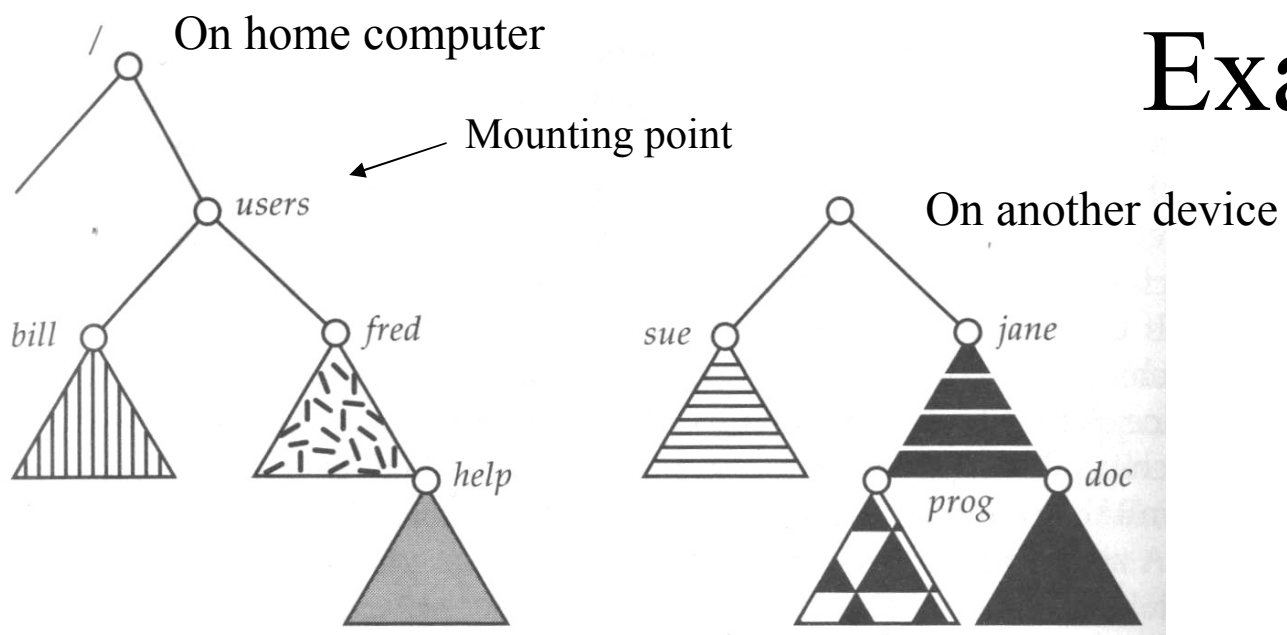 /
On home computer
Exa
Mounting point
users
On another device
bill
fred
sue
jane
help
prog
doc